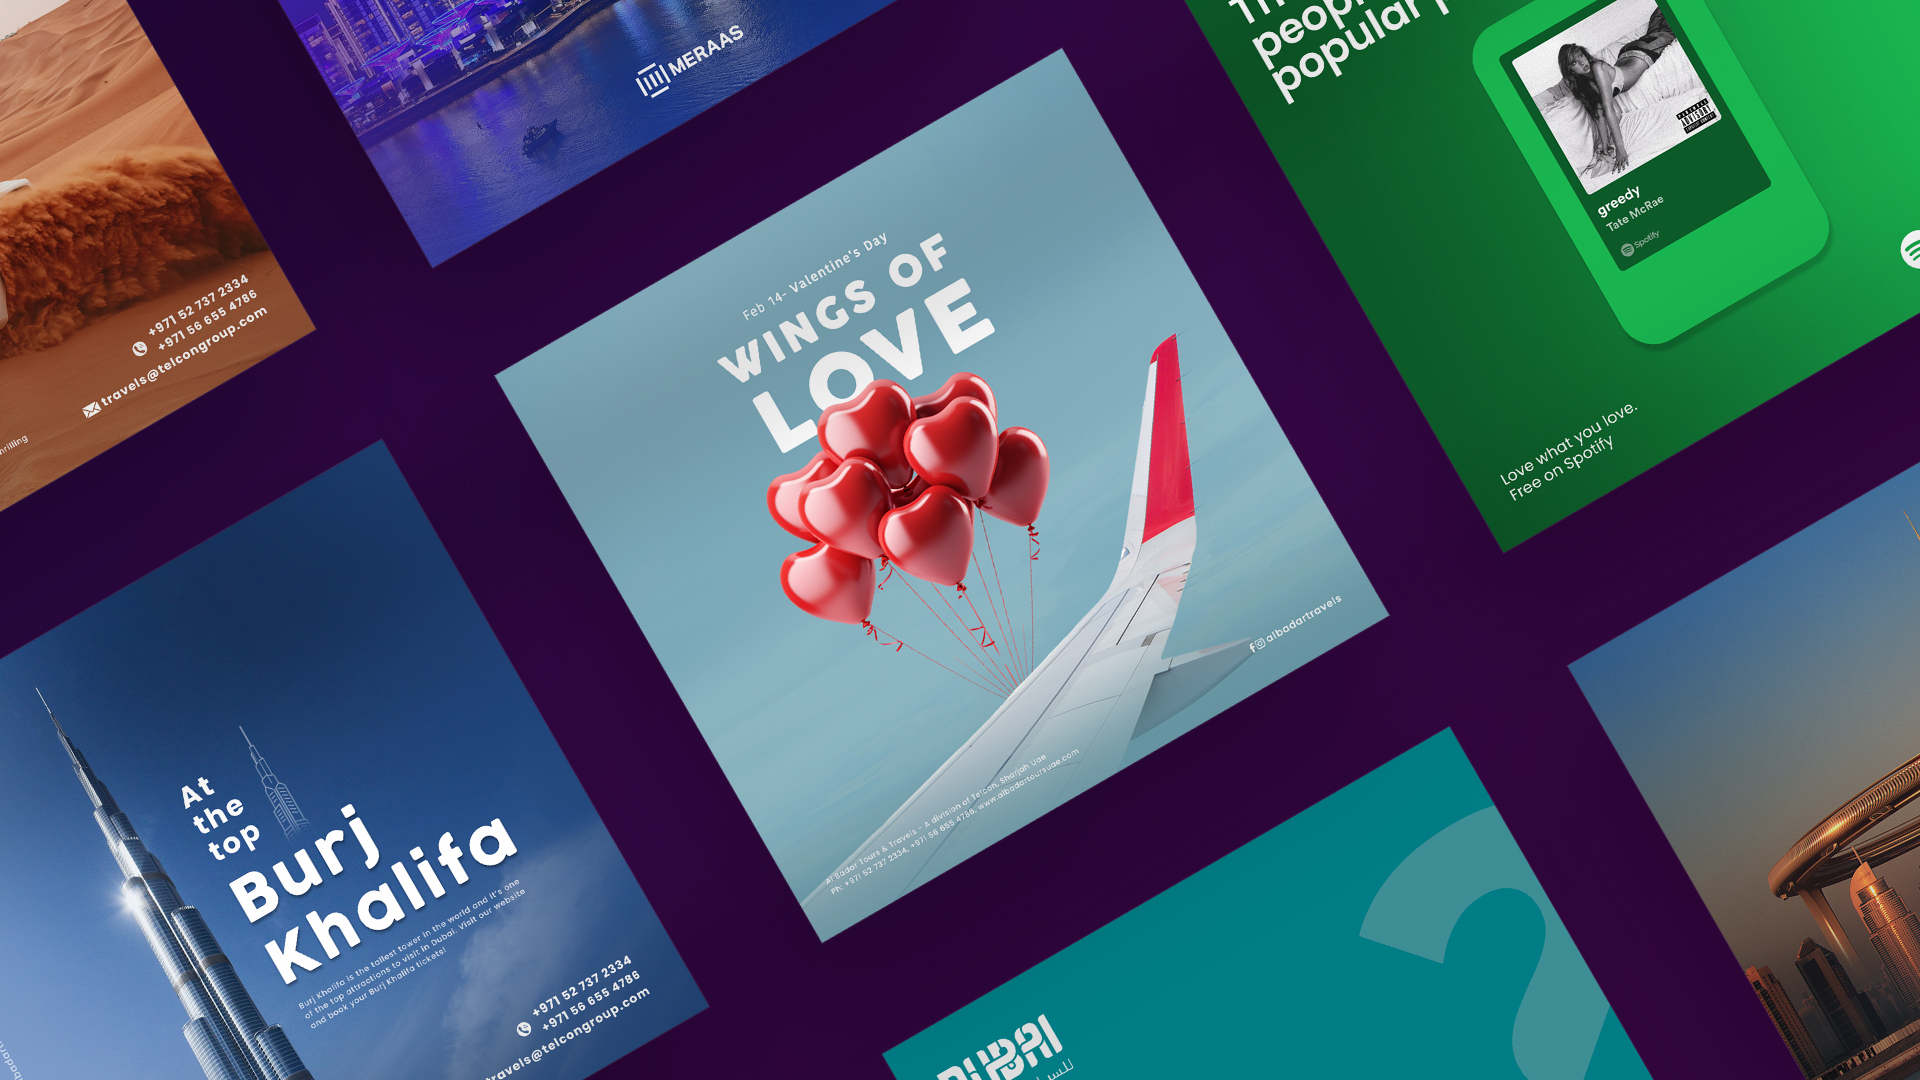 +971 52 737 2334
+971 56 655 4786
travels@telcongroup.com
MERAAS
Feb 14- Valentine's Day
WINGS OF
LOVE
albadartravels
Al Badar Tours & Travels - A division of Telcon, Sharjah Uae
Ph: +971 52 737 2334, +971 56 655 4786, www.albadartoursuae.com
popular
greedy
Tate McRae
Spotify
ADVISORY
Love what you love.
Free on Spotify
At
the
top
Burj
Khalifa
Burj Khalifa is the tallest tower in the world and it's one
of the top attractions to visit in Dubai. Visit our website
and book your Burj Khalifa tickets!
+971 52 737 2334
+971 56 655 4786
travels@telcongroup.com
DUBAI
?